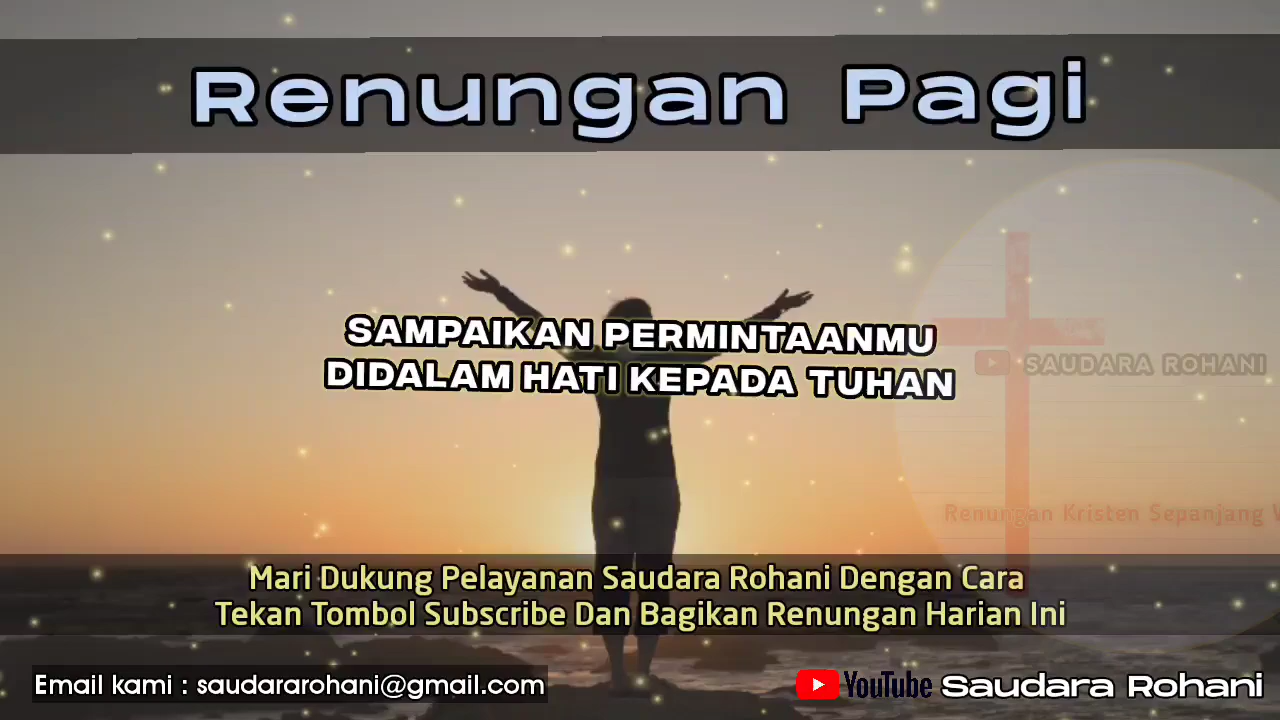 Renungan Pagi
SAMPAIKAN PERMINTAANMU
DIDALAM HATI KEPADA TUHAN
SAUDARA ROHANI
Renungan Kristen Sepanjang
Mari Dukung Pelayanan Saudara Rohani Dengan Cara
Tekan Tombol Subscribe Dan Bagikan Renungan Harian Ini
Email kami : saudararohani@gmail.com
YouTube Saudara Rohani